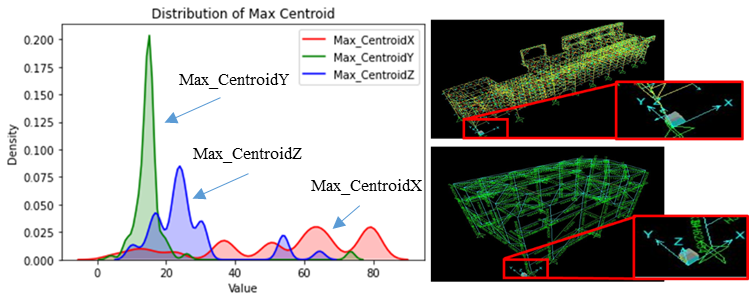 Distribution of Max Centroid
Max_CentroidX
Max_CentroidY
Max_CentroidZ
Max_CentroidY
Max_CentroidZ
Max_CentroidX
0.200
0.175
0.150
0.125
0.100
0.075
0.050
0.025
0.000
Density
0 20 40 60 80
Value
Y Z X
Y Z X